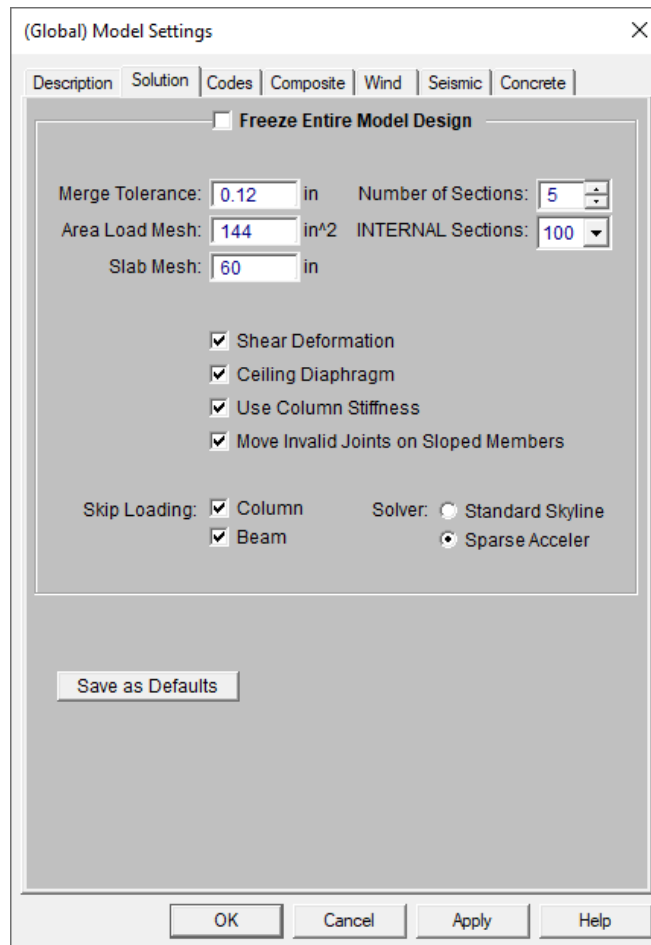 (Global) Model Settings
Description Solution Codes Composite Wind Seismic Concrete
Freeze Entire Model Design
Merge Tolerance: 0.12 in Number of Sections: 5
Area Load Mesh: 144 in^2 INTERNAL Sections: 100
Slab Mesh: 60 in
Shear Deformation
Ceiling Diaphragm
Use Column Stiffness
Move Invalid Joints on Sloped Members
Skip Loading: Column Solver: Standard Skyline
Beam Sparse Acceler
Save as Defaults
OK Cancel Apply Help